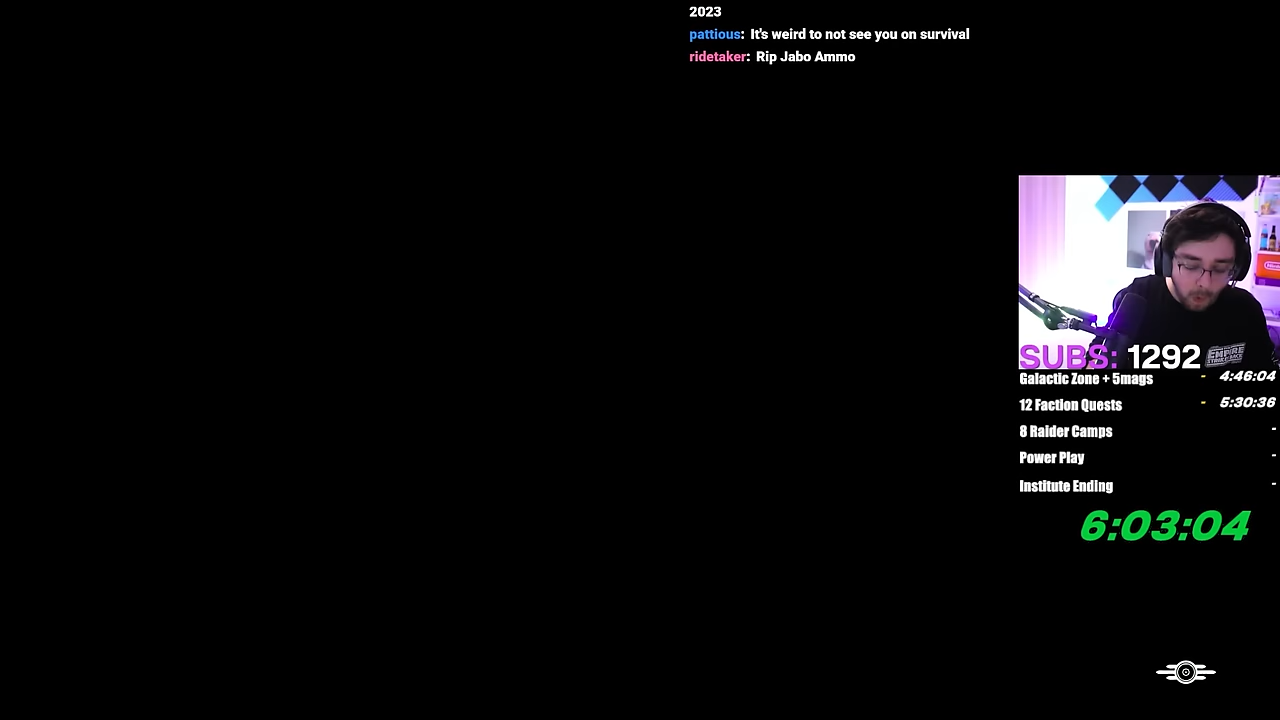 2023
pattious: It's weird to not see you on survival
ridetaker: Rip Jabo Ammo
SUBS: 1292
EMPIRE
Galactic Zone + 5mags - 4:46:04
12 Faction Quests - 5:30:36
8 Raider Camps -
Power Play -
Institute Ending -
6:03:04